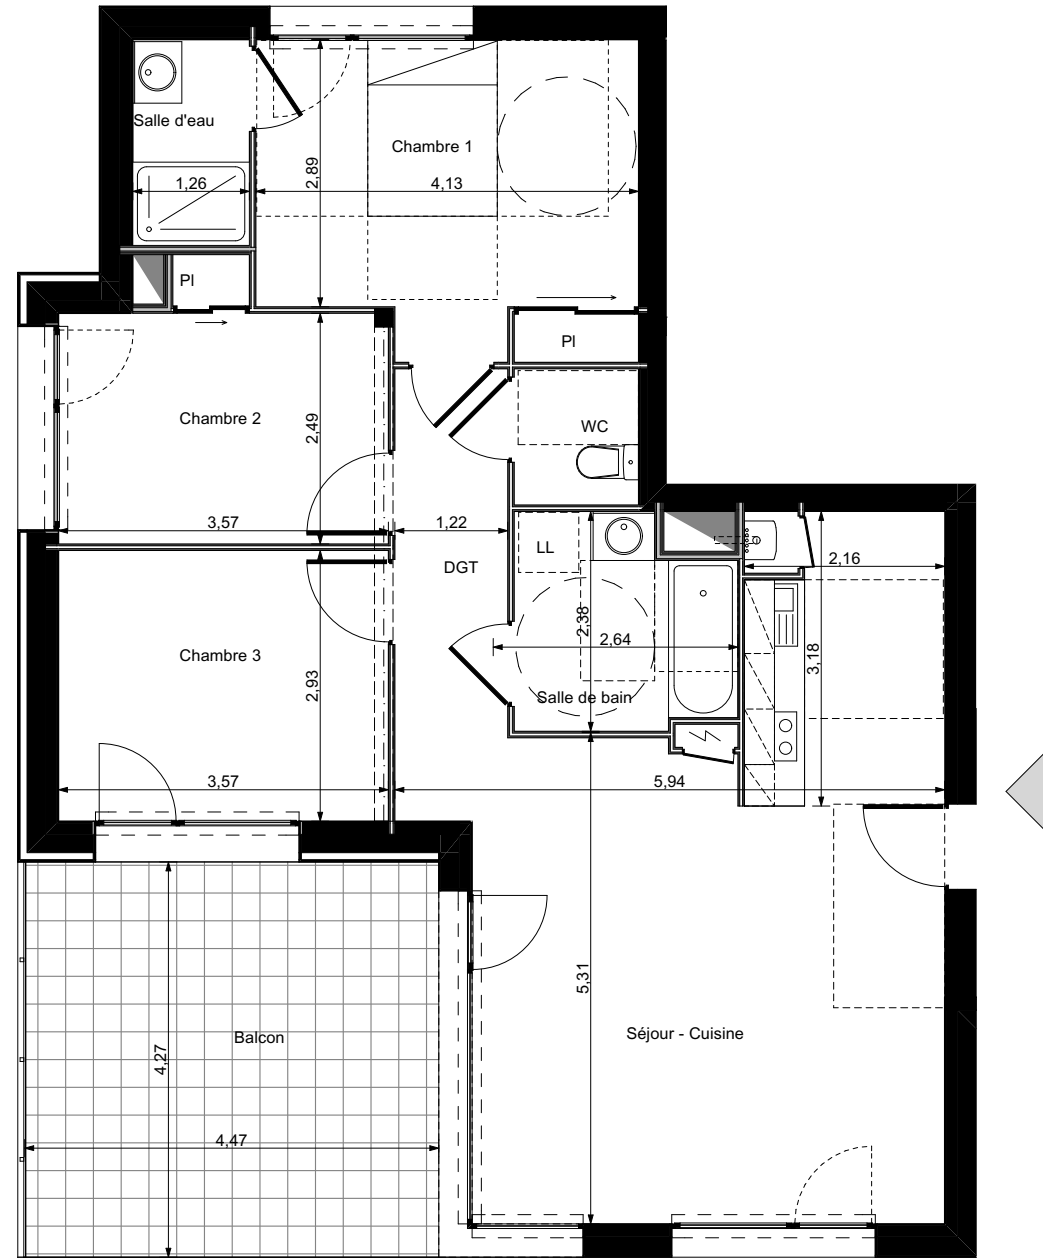 Salle d'eau
Chambre 1
2,89
1,26
4,13
Pl
Pl
Chambre 2
2,49
WC
3,57
1,22
LL
DGT
2,38
2,64
2,16
3,18
Chambre 3
2,93
Salle de bain
3,57
5,94
5,31
Balcon
4,27
Séjour - Cuisine
4,47